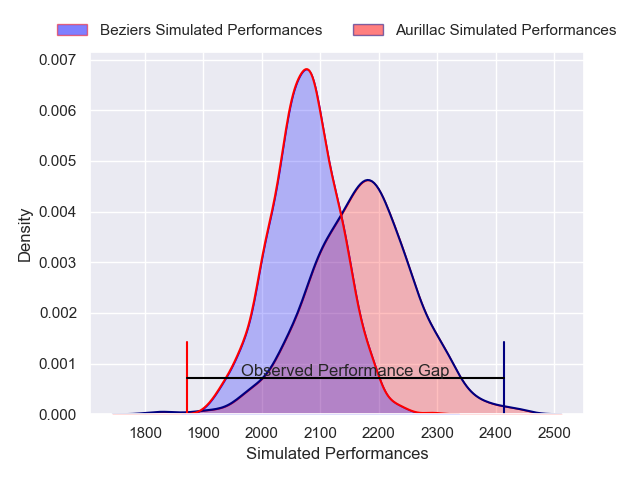 Beziers Simulated Performances
Aurillac Simulated Performances
0.007
0.006
0.005
0.004
0.003
0.002
0.001
0.000
Density
Observed Performance Gap
1800 1900 2000 2100 2200 2300 2400 2500
Simulated Performances